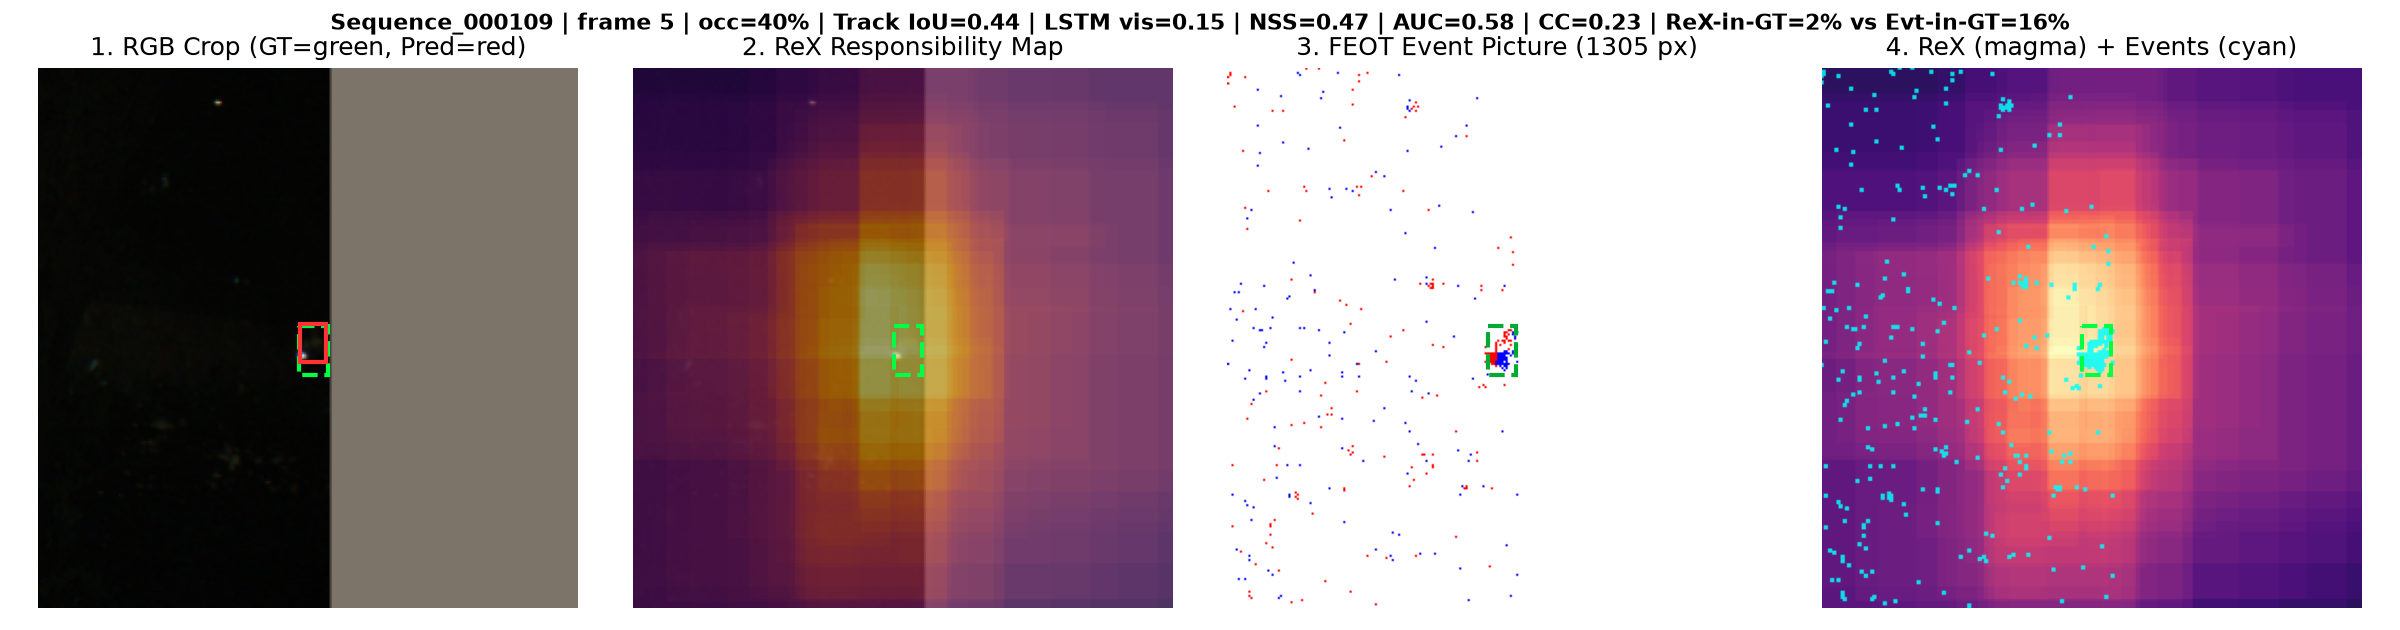 Sequence_000109 | frame 5 | occ=40% | Track IoU=0.44 | LSTM vis=0.15 | NSS=0.47 | AUC=0.58 | CC=0.23 | ReX-in-GT=2% vs Evt-in-GT=16%
1. RGB Crop (GT=green, Pred=red)
2. ReX Responsibility Map
3. FEOT Event Picture (1305 px)
4. ReX (magma) + Events (cyan)